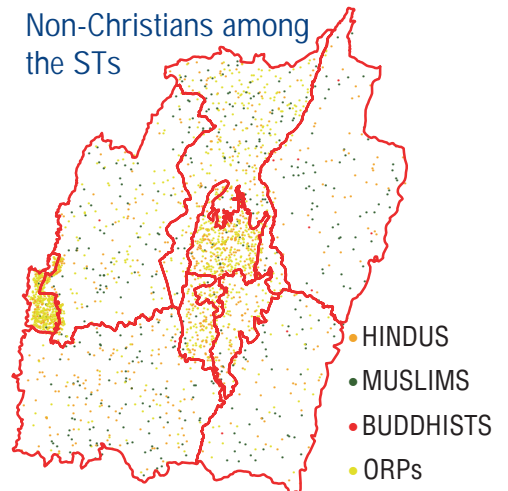 Non-Christians among
the STs
HINDUS
MUSLIMS
BUDDHISTS
ORPs